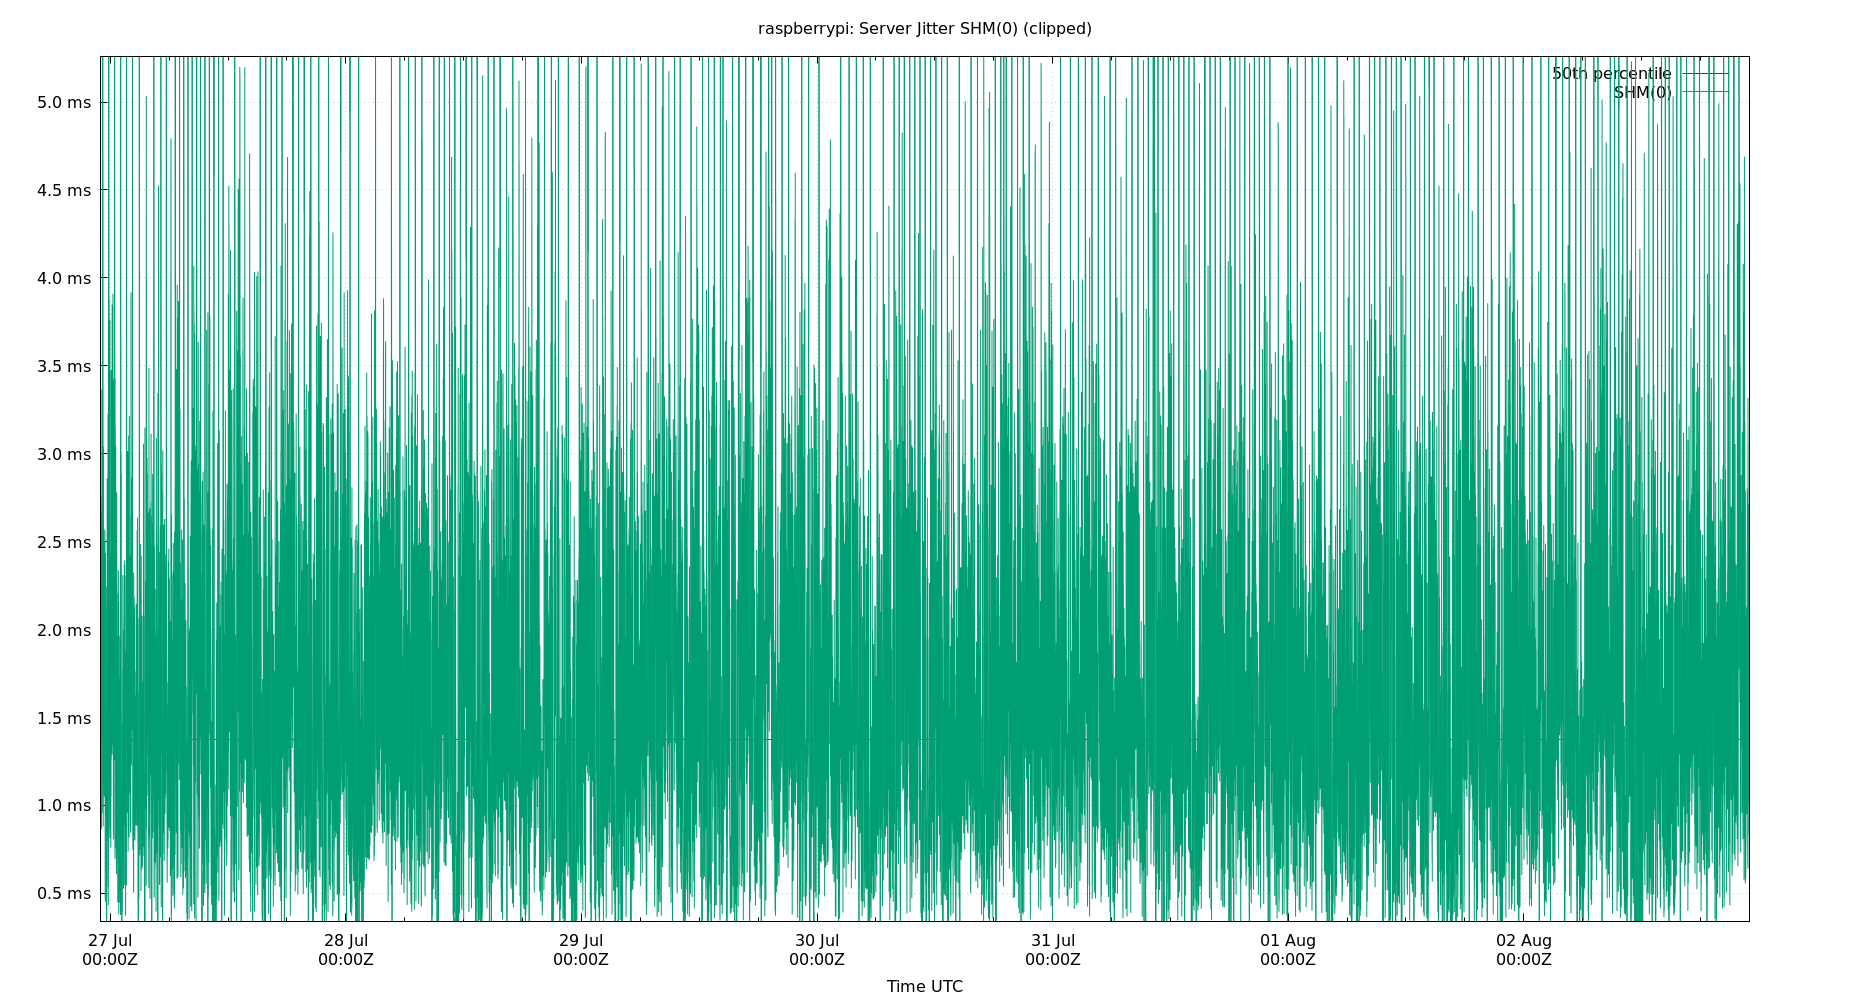 raspberrypi: Server Jitter SHM(0) (clipped)
50th percentile
SHM(0)
5.0 ms
4.5 ms
4.0 ms
3.5 ms
3.0 ms
2.5 ms
2.0 ms
1.5 ms
1.0 ms
0.5 ms
27 Jul 28 Jul 29 Jul 30 Jul 31 Jul 01 Aug 02 Aug
00:00Z 00:00Z 00:00Z 00:00Z 00:00Z 00:00Z 00:00Z
Time UTC